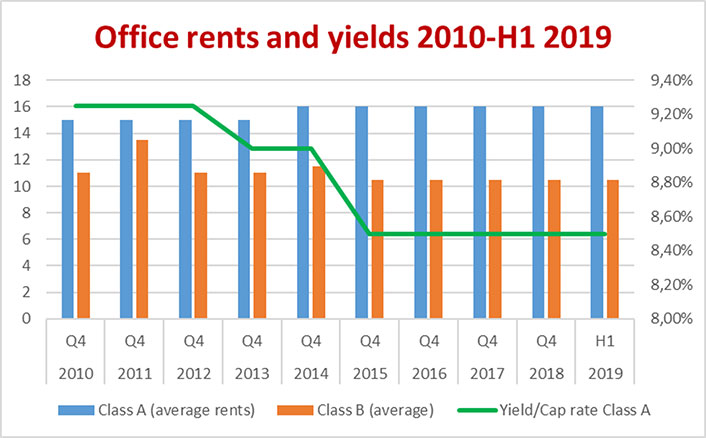 Office rents and yields 2010-H1 2019
18 9,40%
16 9,20%
14 9,00%
12 8,80%
10
8 8,60%
6 8,40%
4
2 8,20%
0 8,00%
Q4 Q4 Q4 Q4 Q4 Q4 Q4 Q4 Q4 H1
2010 2011 2012 2013 2014 2015 2016 2017 2018 2019
Class A (average rents) Class B (average) Yield/Cap rate Class A